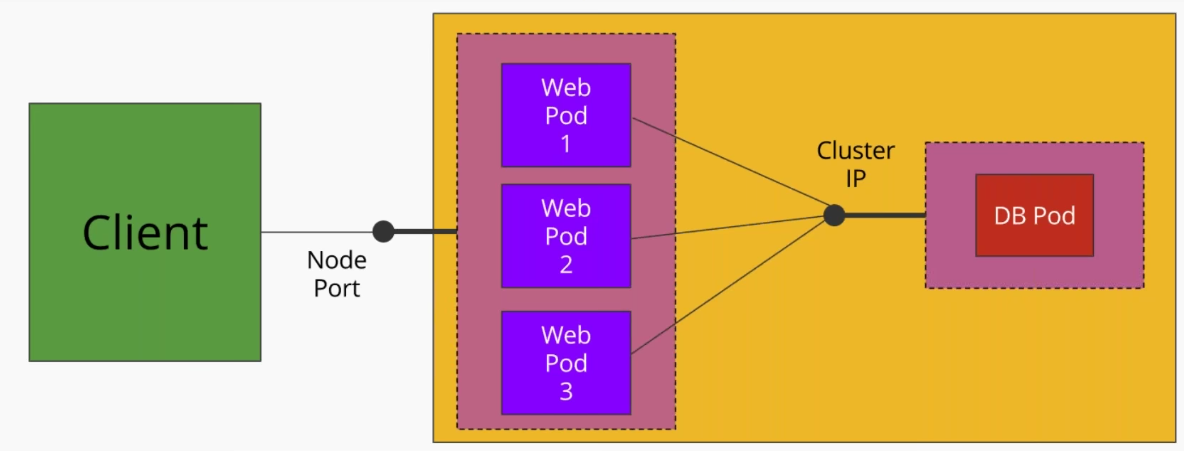 Client
Node
Port
Web
Pod
1
Web
Pod
2
Web
Pod
3
Cluster
IP
DB Pod